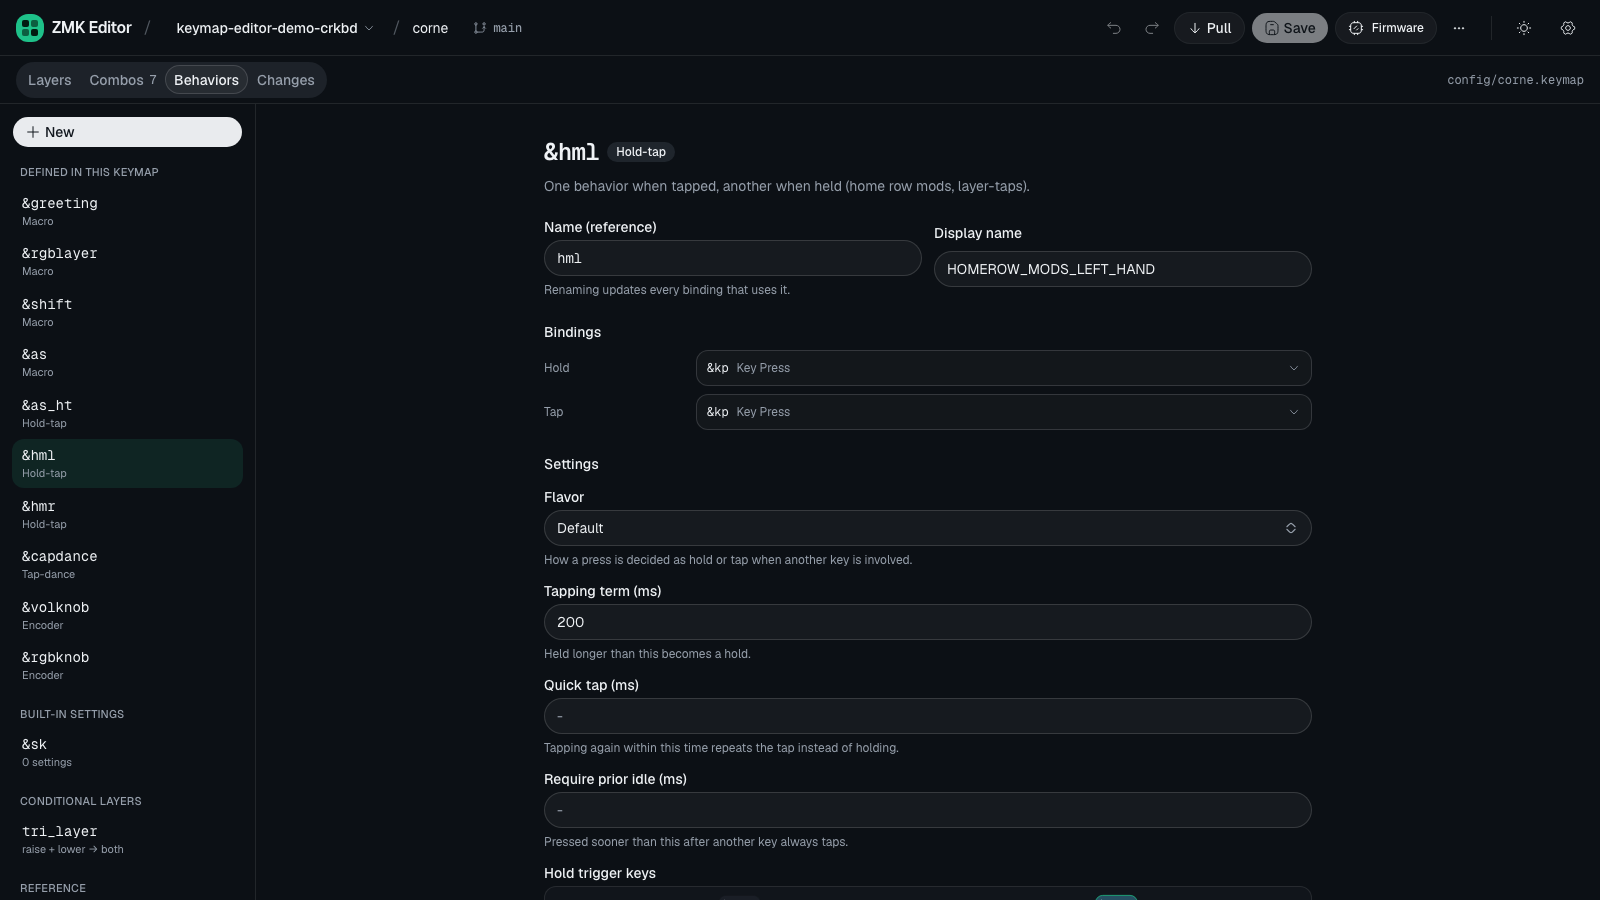 ZMK Editor / keymap-editor-demo-crkbd / corne main Pull Save Firmware
Layers Combos 7 Behaviors Changes config/corne.keymap
New
DEFINED IN THIS KEYMAP
&greeting
Macro
&rgblayer
Macro
&shift
Macro
&as
Macro
&as_ht
Hold-tap
&hml
Hold-tap
&hmr
Hold-tap
&capdance
Tap-dance
&volknob
Encoder
&rgbknob
Encoder
BUILT-IN SETTINGS
&sk
0 settings
CONDITIONAL LAYERS
tri_layer
raise + lower → both
REFERENCE
&hml Hold-tap
One behavior when tapped, another when held (home row mods, layer-taps).
Name (reference)
hml
Renaming updates every binding that uses it.
Display name
HOMEROW_MODS_LEFT_HAND
Bindings
Hold &kp Key Press
Tap &kp Key Press
Settings
Flavor
Default
How a press is decided as hold or tap when another key is involved.
Tapping term (ms)
200
Held longer than this becomes a hold.
Quick tap (ms)
-
Tapping again within this time repeats the tap instead of holding.
Require prior idle (ms)
-
Pressed sooner than this after another key always taps.
Hold trigger keys